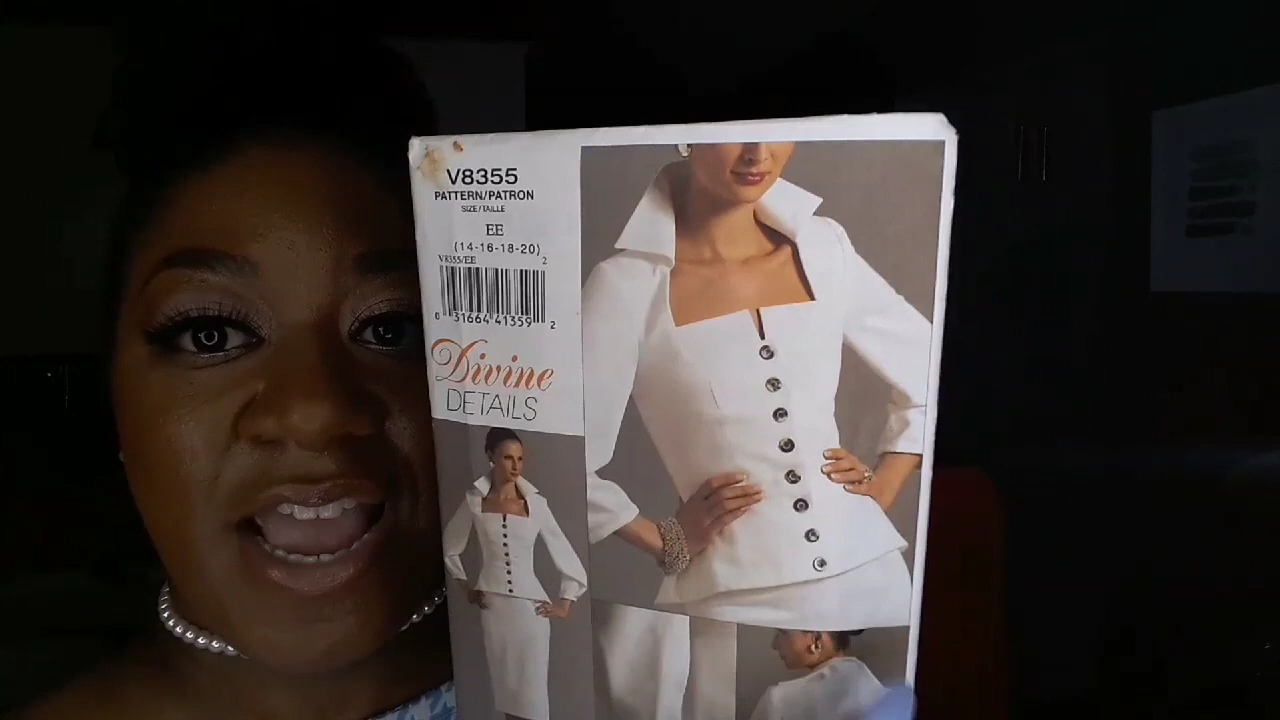 V8355
PATTERN/PATRON
SIZE/TAILLE
EE
(14-16-18-20)
V8355/EE 2
0 31664 41359 2
Divine
DETAILS